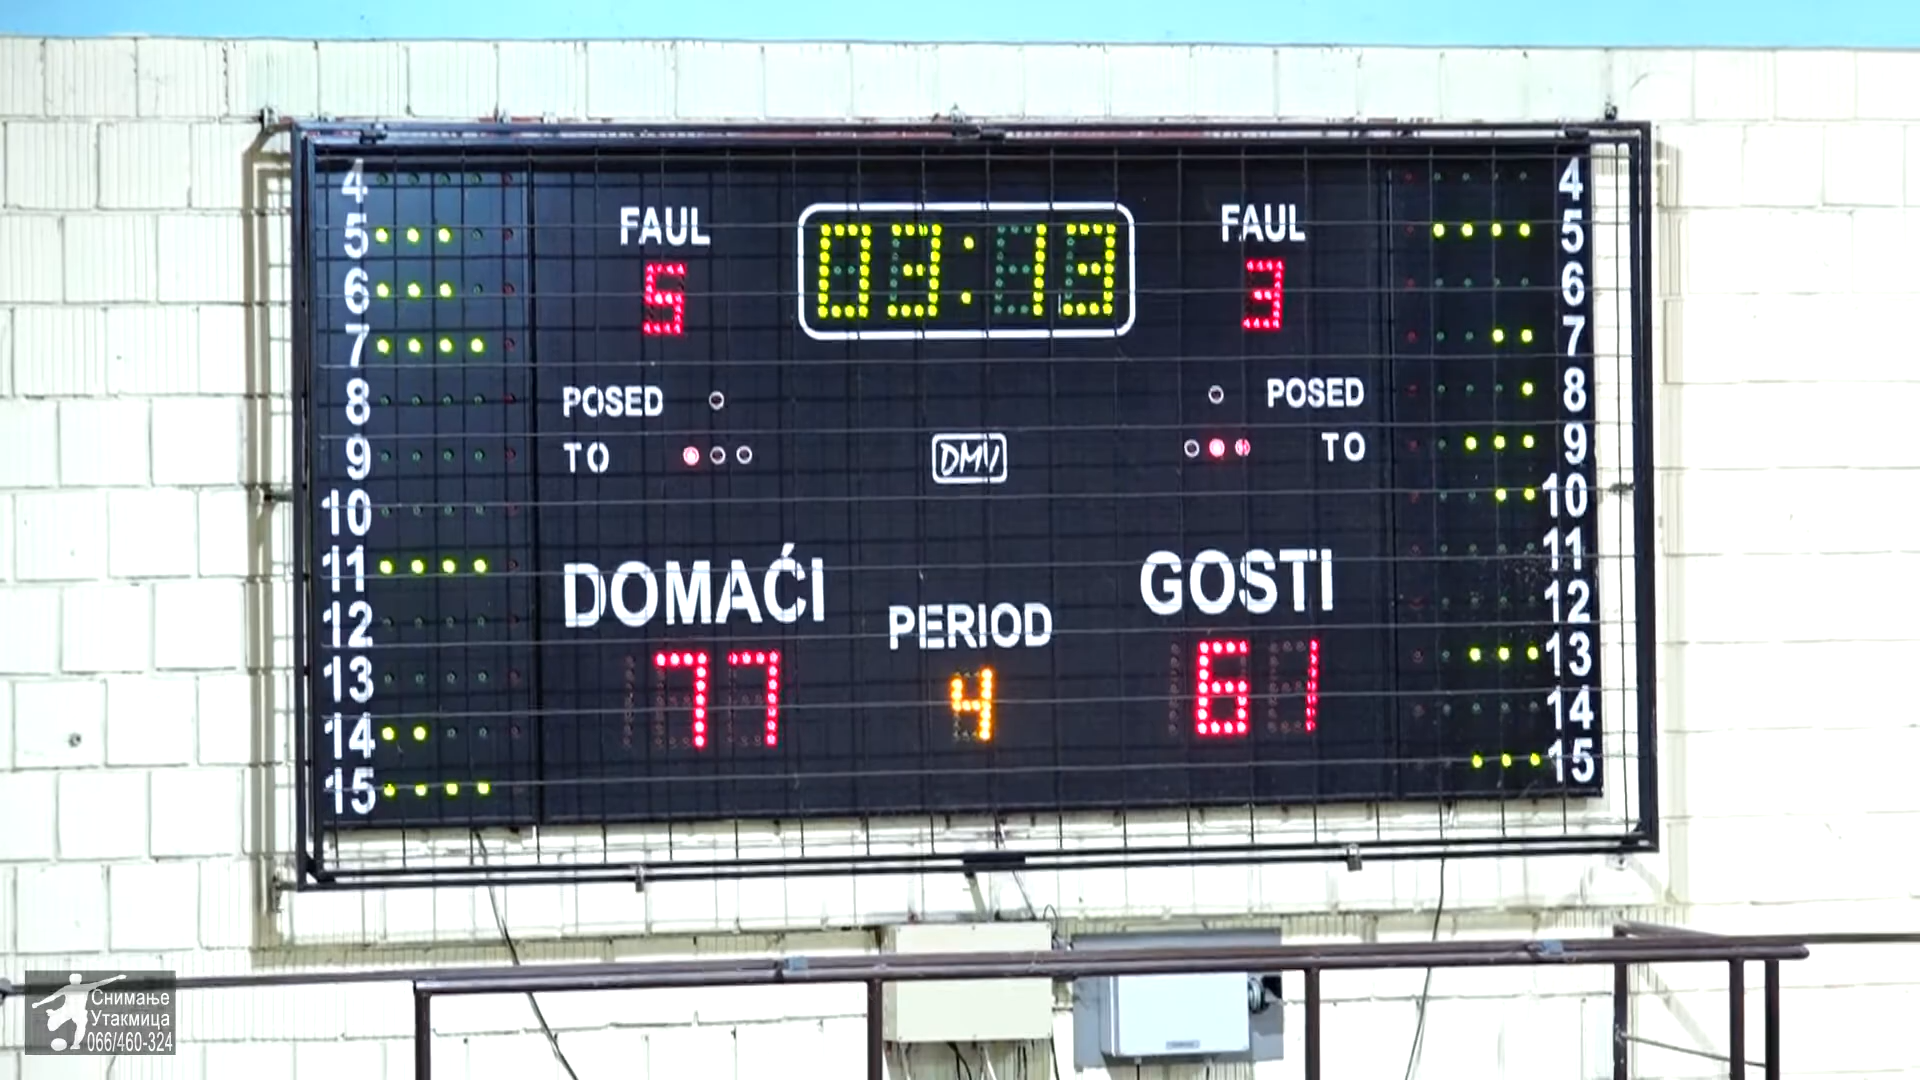 4 4
5 FAUL 03:13 FAUL 5
6 5 3 6
7 7
8 POSED POSED 8
9 TO DMV TO 9
10 10
11 DOMAĆI GOSTI 11
12 PERIOD 12
13 77 4 61 13
14 14
15 15
Снимање
Утакмица
066/460-324